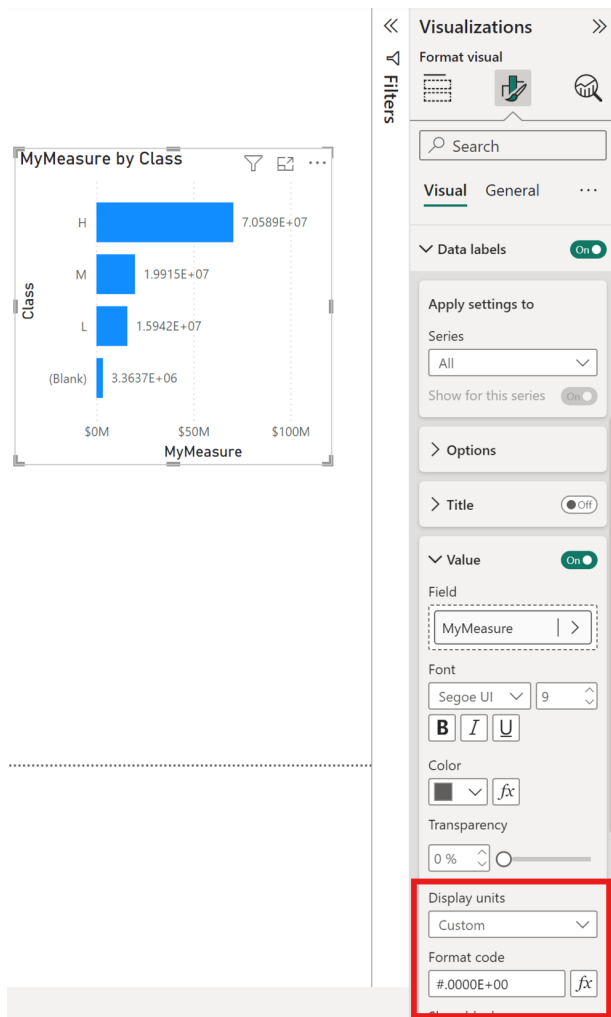 MyMeasure by Class
H
7.0589E+07
M
1.9915E+07
L
1.5942E+07
(Blank)
3.3637E+06
Class
$0M
$50M
$100M
MyMeasure
Filters
Visualizations
Format visual
Search
Visual
General
Data labels
On
Apply settings to
Series
All
Show for this series
On
Options
Title
Off
Value
On
Field
MyMeasure
Font
Segoe UI
9
B
I
U
Color
fx
Transparency
0 %
Display units
Custom
Format code
#.0000E+00
fx